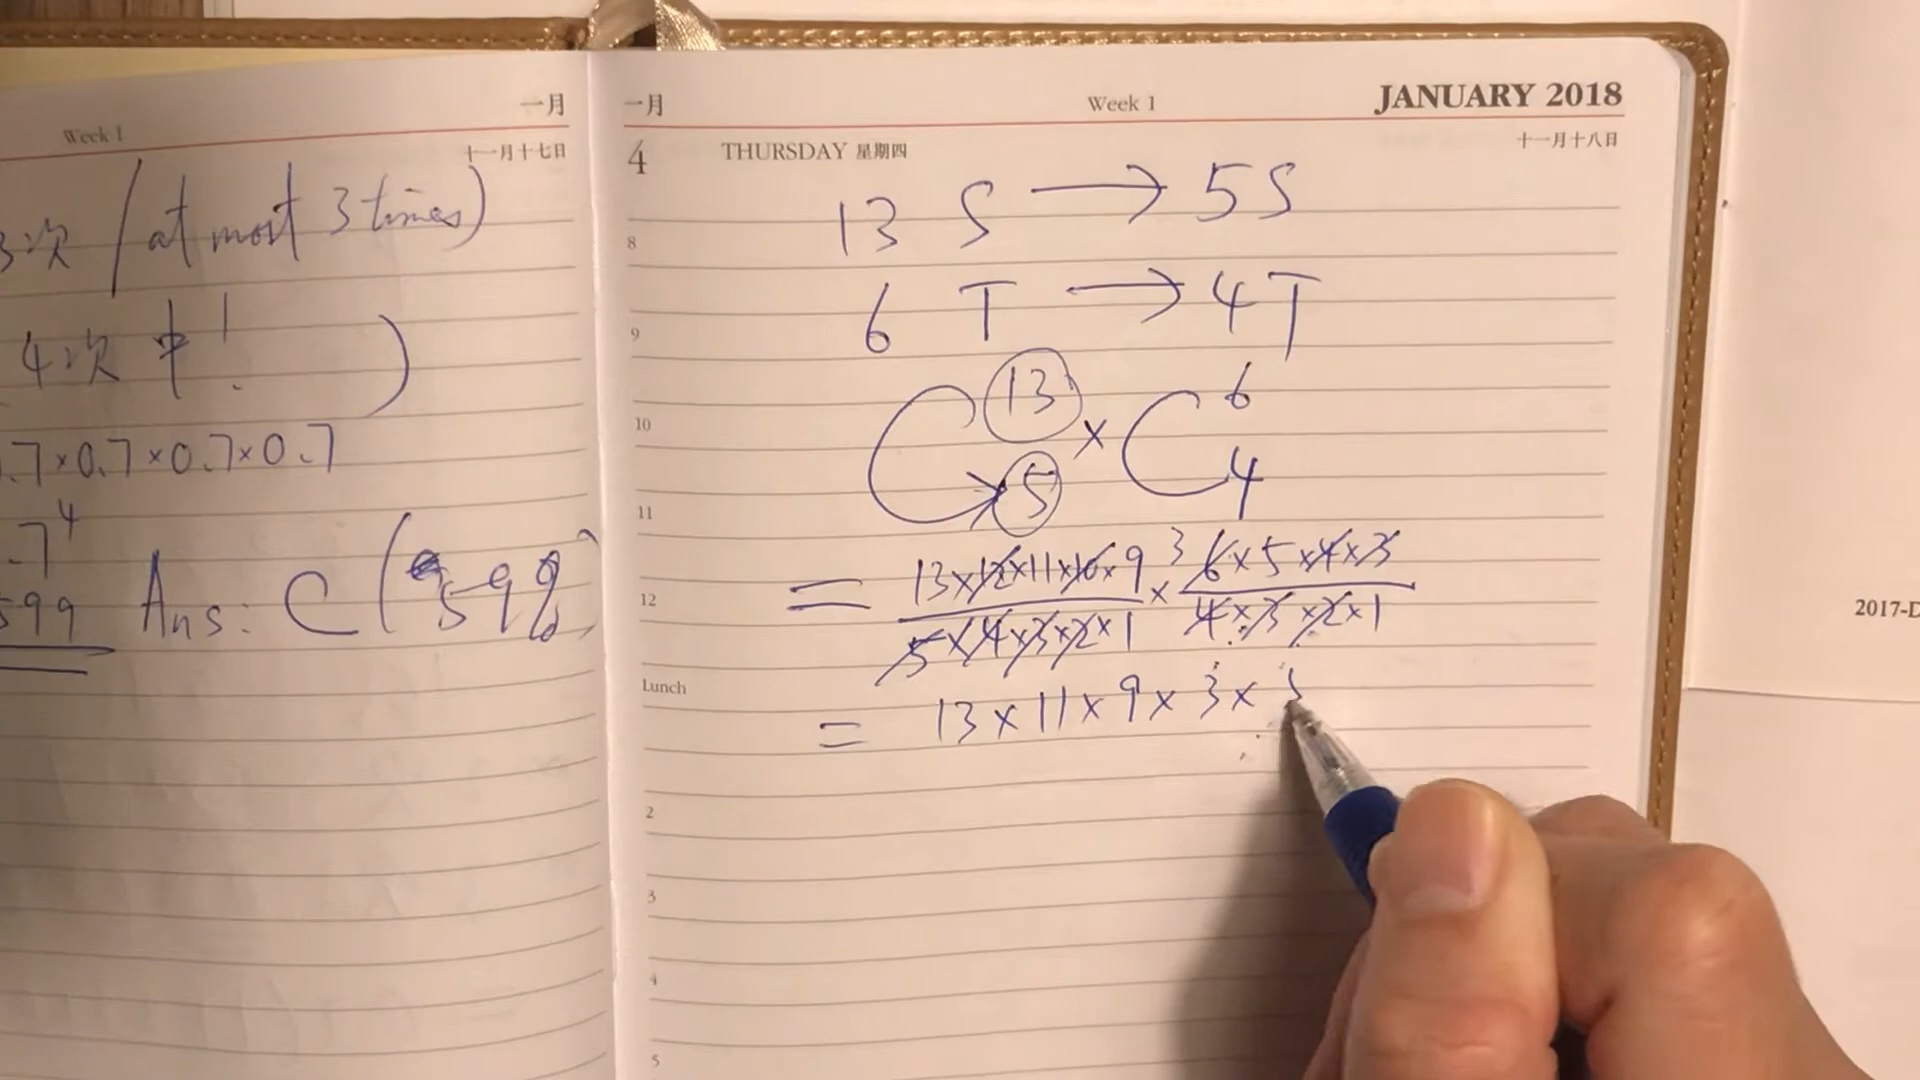 Week 1
一月
十一月十七日
3次 (at most 3 times)
4次中! )
.7×0.7×0.7×0.7
.7⁴
599 Ans: C (59%)
一月 Week 1 JANUARY 2018
4 THURSDAY 星期四 十一月十八日
13 S → 5S
8
6 T → 4T
9
C 13 5 × C 6 4
10
11
= 13×12×11×10×9 / 5×4×3×2×1 × 3 6×5×4×3 / 4×3×2×1
12
Lunch
= 13×11×9×3×5
2
3
4
5
2017-D